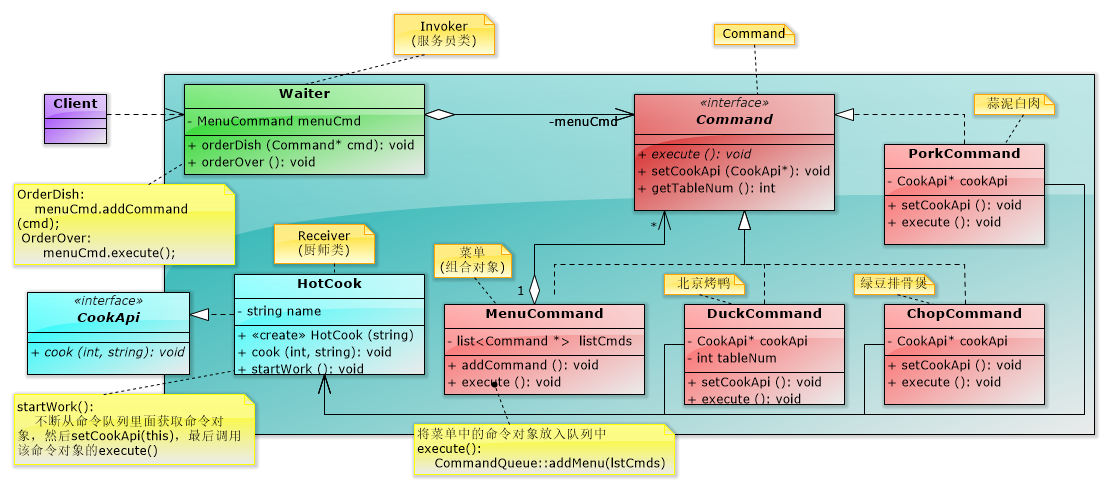 Invoker
(服务员类)
Command
Client
Waiter
- MenuCommand menuCmd
+ orderDish (Command* cmd): void
+ orderOver (): void
-menuCmd
«interface»
Command
+ execute (): void
+ setCookApi (CookApi*): void
+ getTableNum (): int
蒜泥白肉
PorkCommand
- CookApi* cookApi
+ setCookApi (): void
+ execute (): void
OrderDish:
menuCmd.addCommand
(cmd);
OrderOver:
menuCmd.execute();
Receiver
(厨师类)
菜单
(组合对象)
*
1
北京烤鸭
绿豆排骨煲
«interface»
CookApi
+ cook (int, string): void
HotCook
- string name
+ «create» HotCook (string)
+ cook (int, string): void
+ startWork (): void
MenuCommand
- list<Command *> listCmds
+ addCommand (): void
+ execute (): void
DuckCommand
- CookApi* cookApi
- int tableNum
+ setCookApi (): void
+ execute (): void
ChopCommand
- CookApi* cookApi
+ setCookApi (): void
+ execute (): void
startWork():
不断从命令队列里面获取命令对
象，然后setCookApi(this)，最后调用
该命令对象的execute()
将菜单中的命令对象放入队列中
execute():
CommandQueue::addMenu(lstCmds)